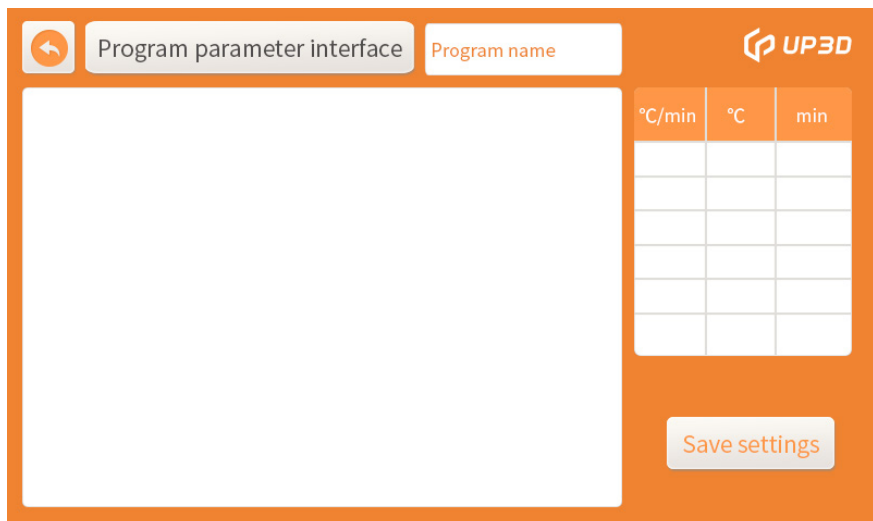 Program parameter interface
Program name
UP3D
℃/min ℃ min
Save settings